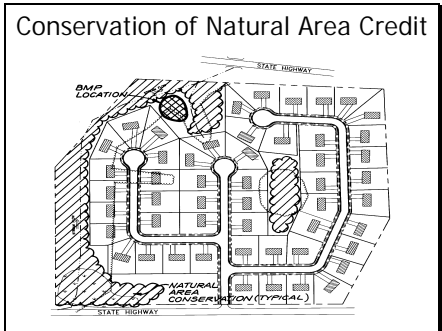 Conservation of Natural Area Credit
STATE HIGHWAY
BMP
LOCATION
NATURAL
AREA
CONSERVATION (TYPICAL)
STATE HIGHWAY